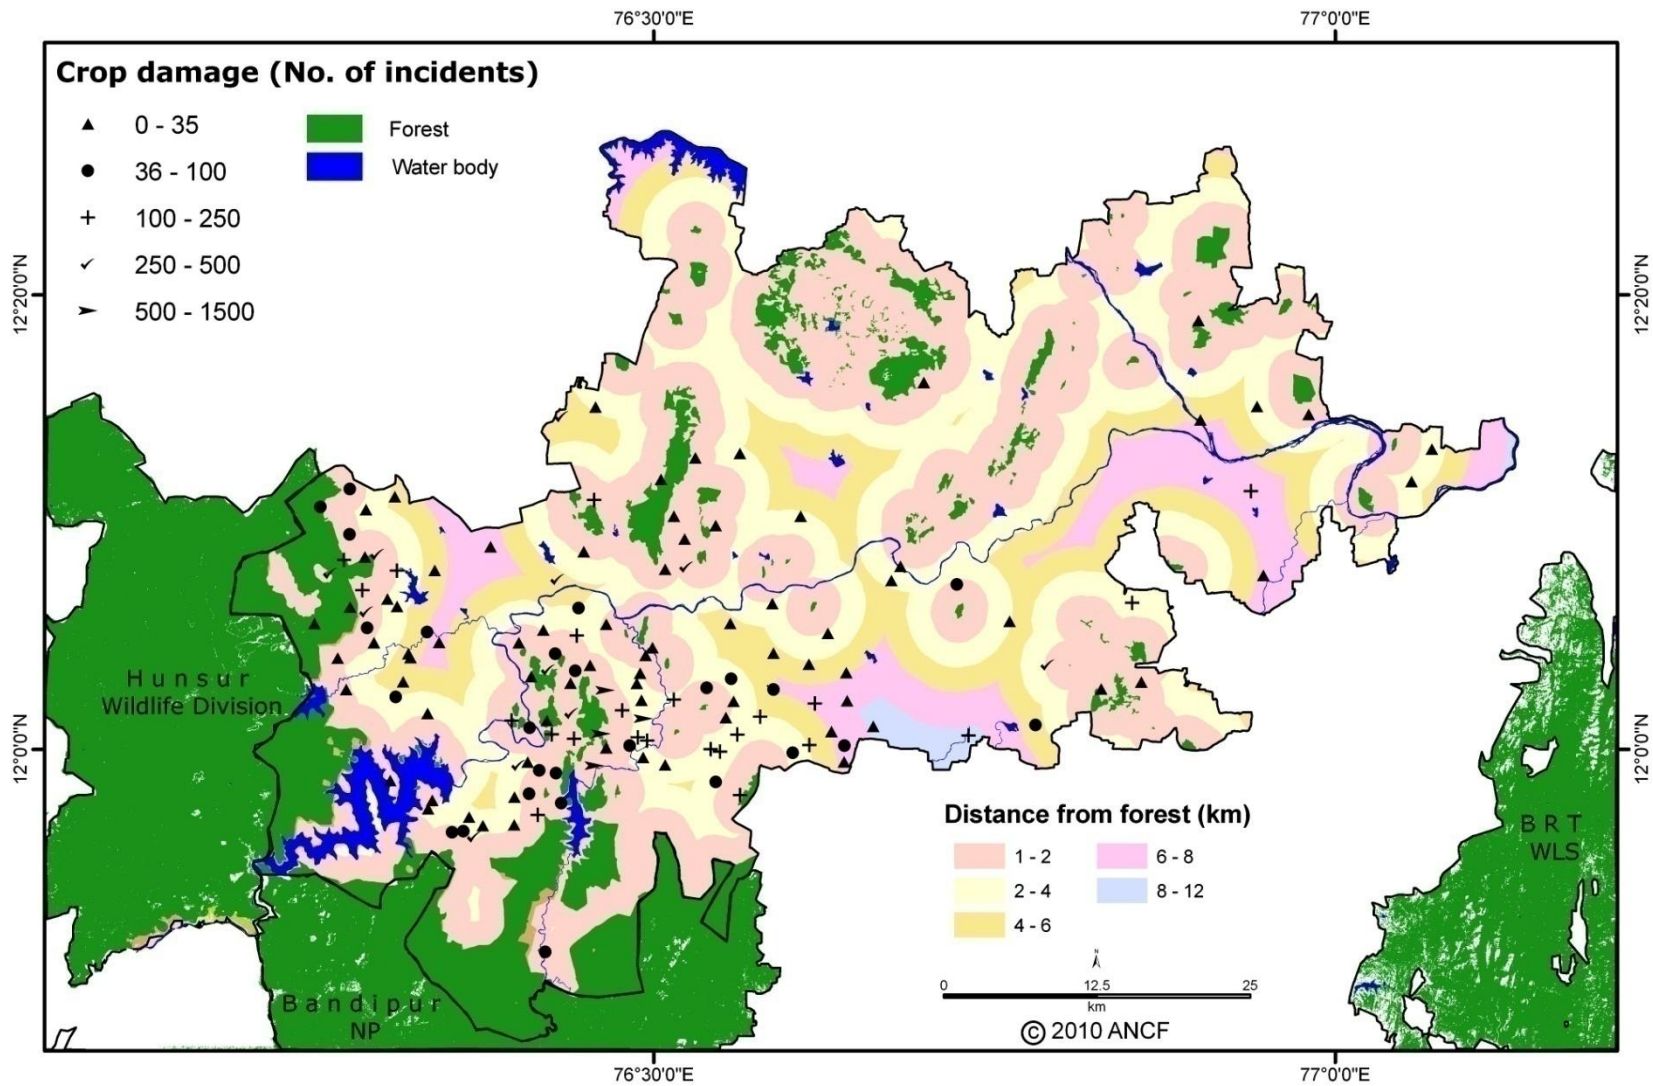 76°30'0"E
77°0'0"E
Crop damage (No. of incidents)
0 - 35
36 - 100
100 - 250
250 - 500
500 - 1500
Forest
Water body
12°20'0"N
12°20'0"N
Hunsur
Wildlife Division
12°0'0"N
12°0'0"N
Distance from forest (km)
1 - 2
2 - 4
4 - 6
6 - 8
8 - 12
BRT
WLS
N
0
12.5
25
km
© 2010 ANCF
Bandipur
NP
76°30'0"E
77°0'0"E